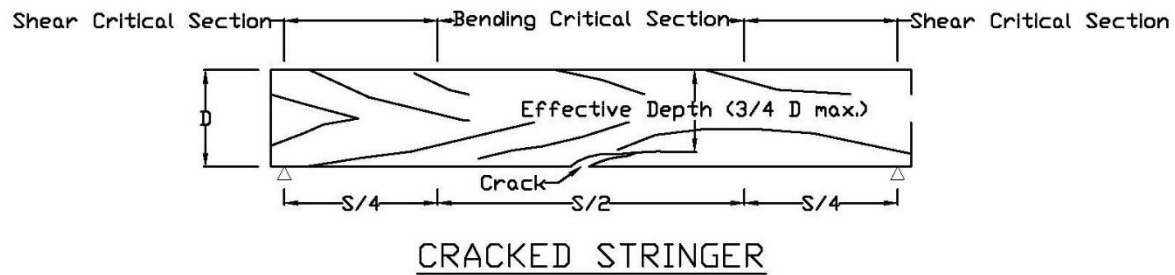 Shear Critical Section
Bending Critical Section
Shear Critical Section
D
Effective Depth (3/4 D max.)
Crack
S/4
S/2
S/4
CRACKED STRINGER